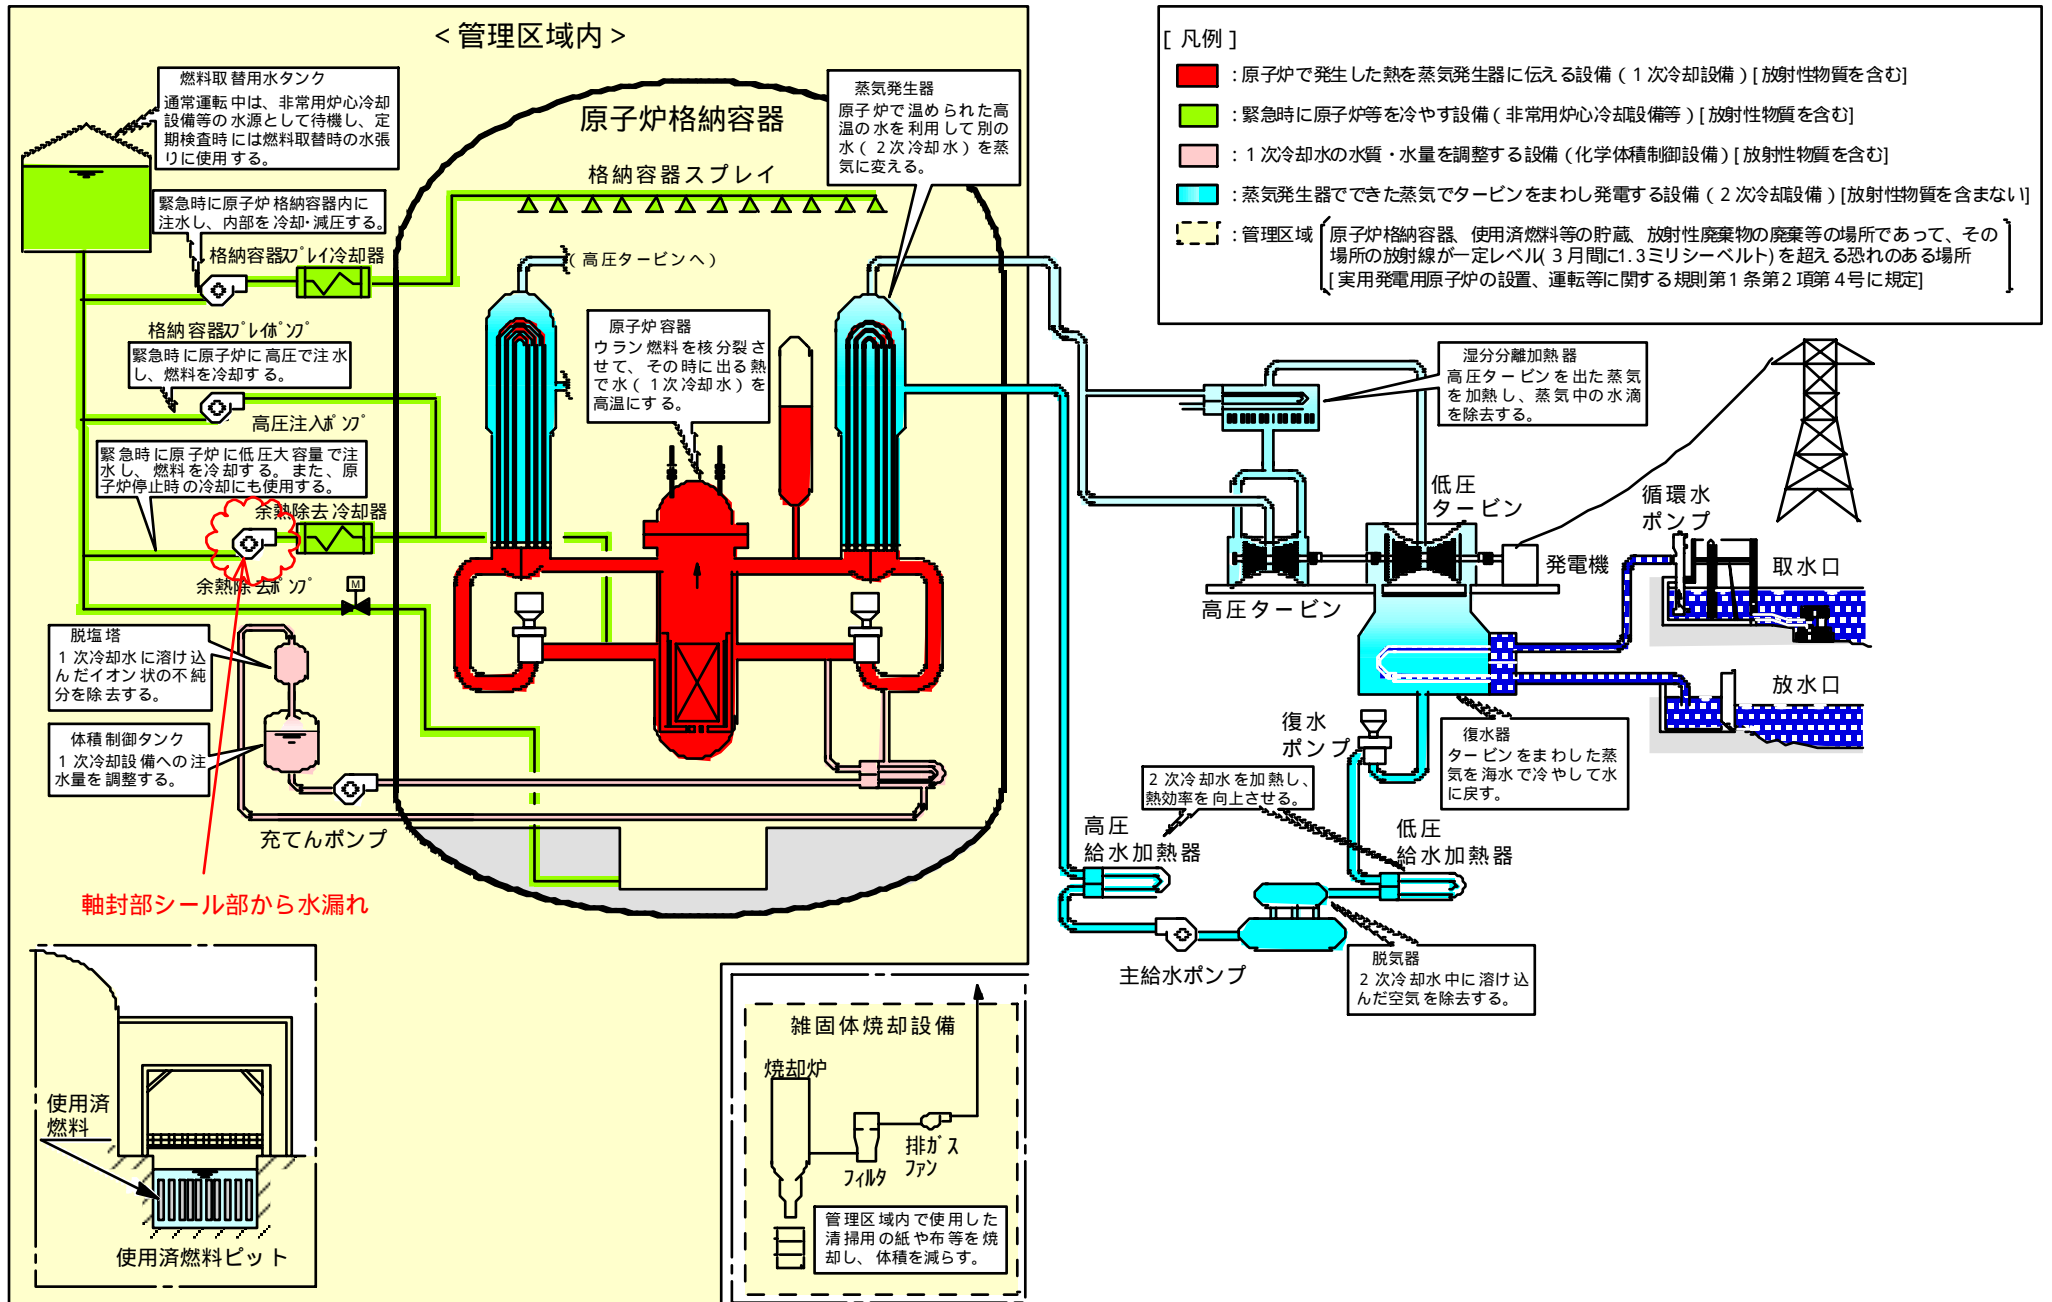 ＜管理区域内＞
燃料取替用水タンク
通常運転中は、非常用炉心冷却
設備等の水源として待機し、定
期検査時には燃料取替時の水張
りに使用する。
緊急時に原子炉格納容器内に
注水し、内部を冷却・減圧する。
格納容器ｽﾌﾟﾚｲ冷却器
格納容器ｽﾌﾟﾚｲﾎﾟﾝﾌﾟ
緊急時に原子炉に高圧で注水
し、燃料を冷却する。
高圧注入ﾎﾟﾝﾌﾟ
緊急時に原子炉に低圧大容量で注
水し、燃料を冷却する。また、原
子炉停止時の冷却にも使用する。
余熱除去冷却器
余熱除去ﾎﾟﾝﾌﾟ
M
脱塩塔
１次冷却水に溶け込
んだイオン状の不純
分を除去する。
体積制御タンク
１次冷却設備への注
水量を調整する。
充てんポンプ
軸封部シール部から水漏れ
原子炉格納容器
格納容器スプレイ
蒸気発生器
原子炉で温められた高
温の水を利用して別の
水（２次冷却水）を蒸
気に変える。
（高圧タービンへ）
原子炉容器
ウラン燃料を核分裂さ
せて、その時に出る熱
で水（１次冷却水）を
高温にする。
[ 凡例 ]
：原子炉で発生した熱を蒸気発生器に伝える設備（１次冷却設備）[放射性物質を含む]
：緊急時に原子炉等を冷やす設備（非常用炉心冷却設備等）[放射性物質を含む]
：１次冷却水の水質・水量を調整する設備（化学体積制御設備）[放射性物質を含む]
：蒸気発生器でできた蒸気でタービンをまわし発電する設備（２次冷却設備）[放射性物質を含まない]
：管理区域
原子炉格納容器、使用済燃料等の貯蔵、放射性廃棄物の廃棄等の場所であって、その
場所の放射線が一定レベル(３月間に1.3ミリシーベルト)を超える恐れのある場所
[実用発電用原子炉の設置、運転等に関する規則第1条第2項第4号に規定]
湿分分離加熱器
高圧タービンを出た蒸気
を加熱し、蒸気中の水滴
を除去する。
低圧
タービン
高圧タービン
発電機
循環水
ポンプ
取水口
放水口
復水
ポンプ
復水器
タービンをまわした蒸
気を海水で冷やして水
に戻す。
２次冷却水を加熱し、
熱効率を向上させる。
高圧
給水加熱器
低圧
給水加熱器
主給水ポンプ
脱気器
２次冷却水中に溶け込
んだ空気を除去する。
使用済
燃料
使用済燃料ピット
雑固体焼却設備
焼却炉
フィルタ
排ガス
ファン
管理区域内で使用した
清掃用の紙や布等を焼
却し、体積を減らす。